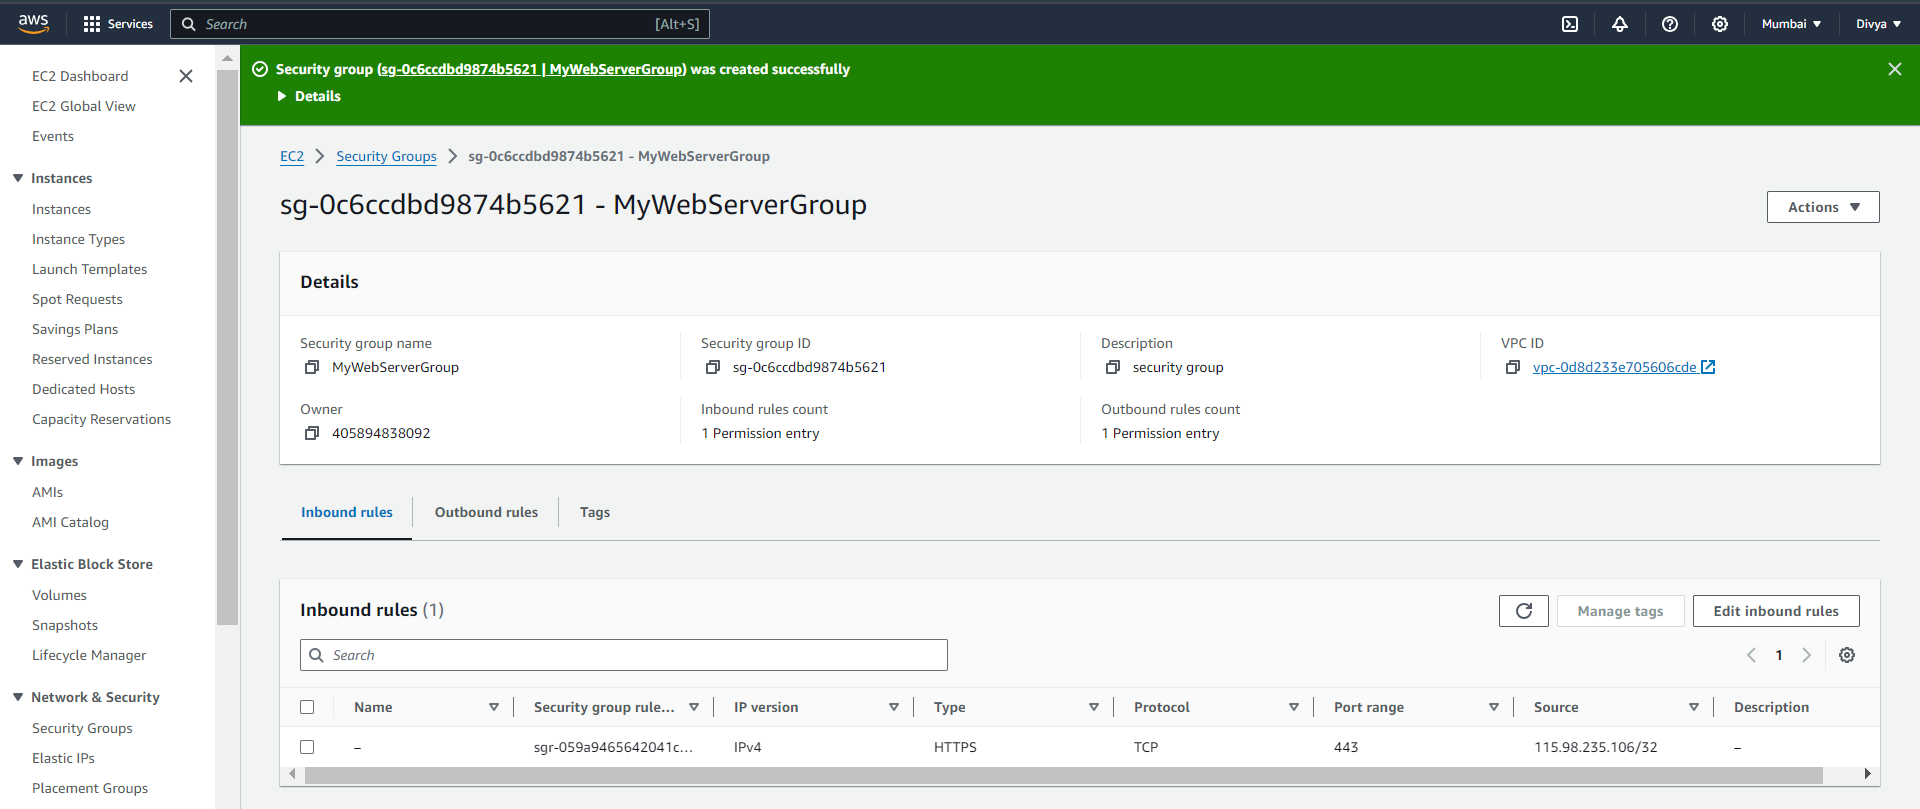 aws Services Search [Alt+S] Mumbai Divya
EC2 Dashboard
EC2 Global View
Events
Instances
Instances
Instance Types
Launch Templates
Spot Requests
Savings Plans
Reserved Instances
Dedicated Hosts
Capacity Reservations
Images
AMIs
AMI Catalog
Elastic Block Store
Volumes
Snapshots
Lifecycle Manager
Network & Security
Security Groups
Elastic IPs
Placement Groups
Security group (sg-0c6ccdbd9874b5621 | MyWebServerGroup) was created successfully
Details
EC2 > Security Groups > sg-0c6ccdbd9874b5621 - MyWebServerGroup
sg-0c6ccdbd9874b5621 - MyWebServerGroup
Actions
Details
Security group name Security group ID Description VPC ID
MyWebServerGroup sg-0c6ccdbd9874b5621 security group vpc-0d8d233e705606cde
Owner Inbound rules count Outbound rules count
405894838092 1 Permission entry 1 Permission entry
Inbound rules Outbound rules Tags
Inbound rules (1) Manage tags Edit inbound rules
Search 1
Name Security group rule... IP version Type Protocol Port range Source Description
– sgr-059a9465642041c... IPv4 HTTPS TCP 443 115.98.235.106/32 –